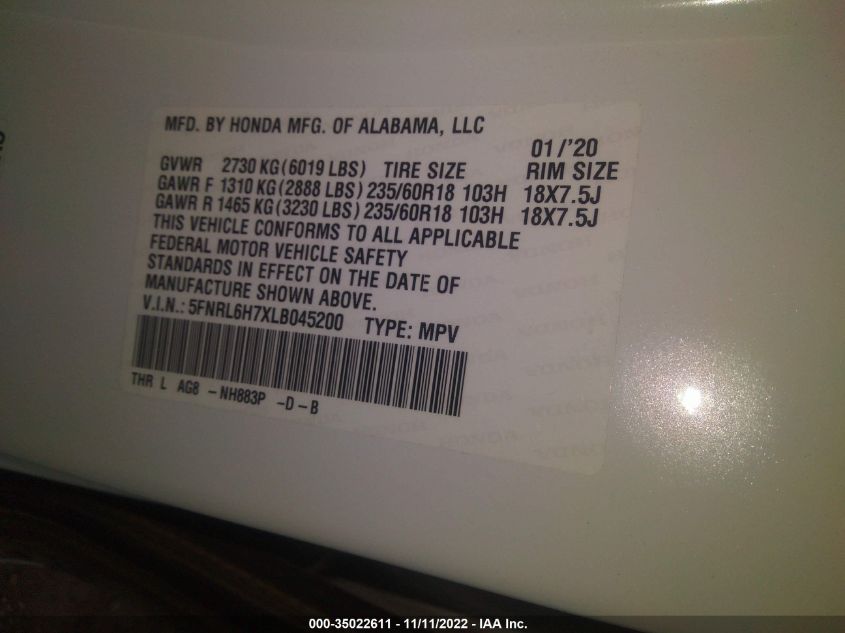 MFD. BY HONDA MFG. OF ALABAMA, LLC
01/'20
GVWR 2730 KG(6019 LBS) TIRE SIZE RIM SIZE
GAWR F 1310 KG(2888 LBS) 235/60R18 103H 18X7.5J
GAWR R 1465 KG(3230 LBS) 235/60R18 103H 18X7.5J
THIS VEHICLE CONFORMS TO ALL APPLICABLE
FEDERAL MOTOR VEHICLE SAFETY
STANDARDS IN EFFECT ON THE DATE OF
MANUFACTURE SHOWN ABOVE.
V.I.N.: 5FNRL6H7XLB045200 TYPE: MPV
THR L AG8 -NH883P -D-B
000-35022611 - 11/11/2022 - IAA Inc.